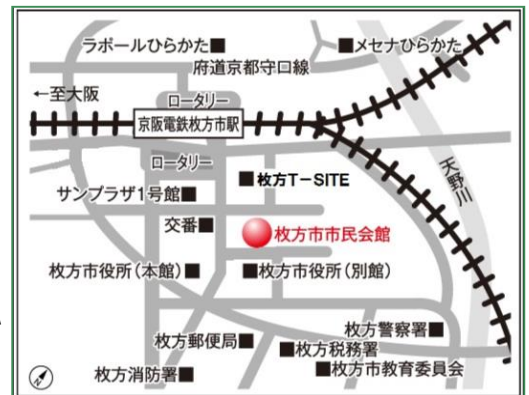 ラポールひらかた■
■メセナひらかた
府道京都守口線
←至大阪
ロータリー
京阪電鉄枚方市駅
ロータリー
天野川
■枚方T-SITE
サンプラザ1号館■
交番■
枚方市市民会館
枚方市役所(本館)■
■枚方市役所(別館)
枚方警察署■
枚方郵便局■
■枚方税務署
枚方消防署■
■枚方市教育委員会
N